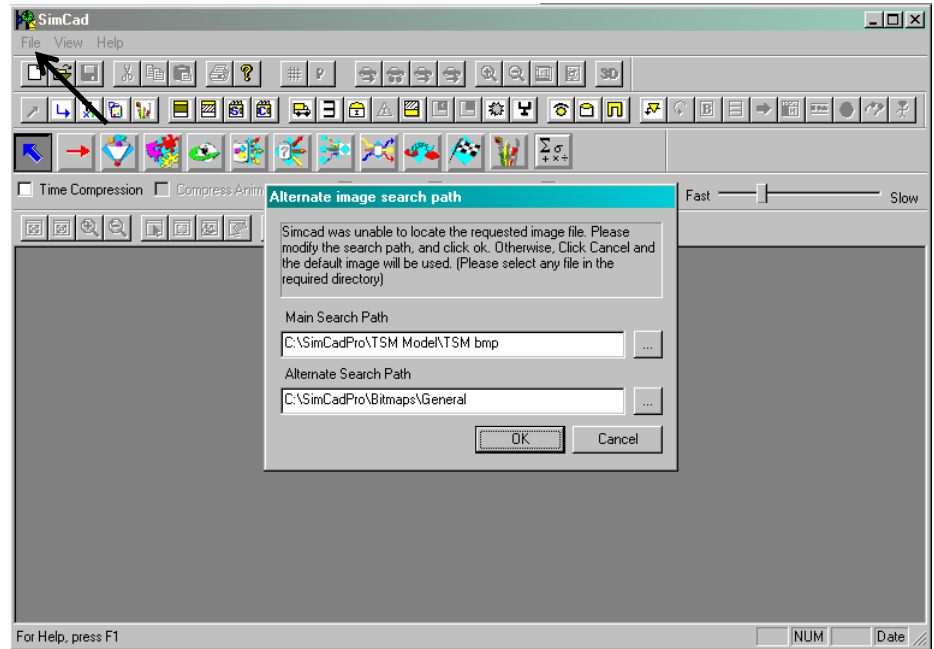 SimCad
File View Help
P 3D
B
Σσ
+×÷
Time Compression Compress Anim
Fast Slow
Alternate image search path
Simcad was unable to locate the requested image file. Please
modify the search path, and click ok. Otherwise, Click Cancel and
the default image will be used. (Please select any file in the
required directory)
Main Search Path
C:\SimCadPro\TSM Model\TSM bmp
...
Alternate Search Path
C:\SimCadPro\Bitmaps\General
...
OK Cancel
For Help, press F1 NUM Date